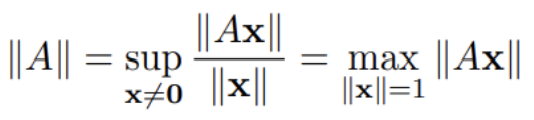 ‖A‖ = sup_{x≠0} ‖Ax‖ / ‖x‖ = max_{‖x‖=1} ‖Ax‖